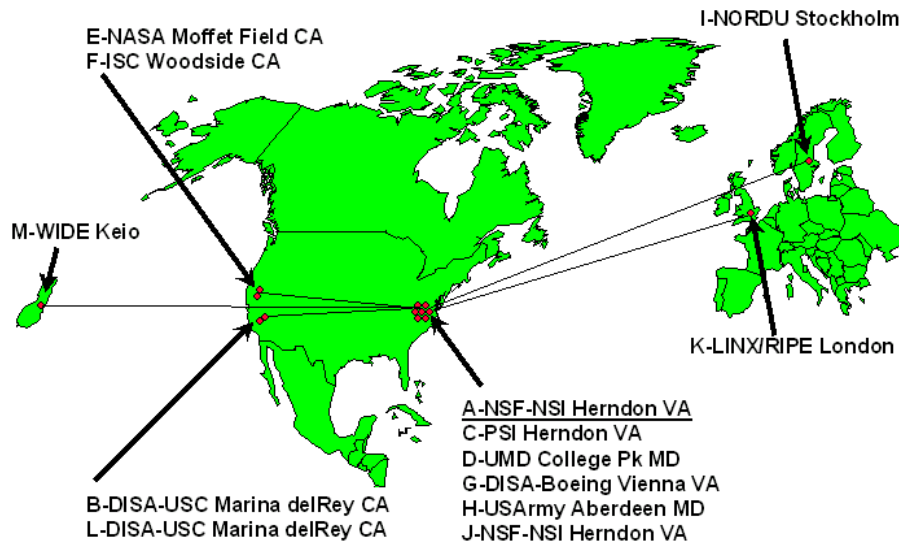 E-NASA Moffet Field CA
F-ISC Woodside CA
I-NORDU Stockholm
M-WIDE Keio
K-LINX/RIPE London
A-NSF-NSI Herndon VA
C-PSI Herndon VA
D-UMD College Pk MD
G-DISA-Boeing Vienna VA
H-USArmy Aberdeen MD
J-NSF-NSI Herndon VA
B-DISA-USC Marina delRey CA
L-DISA-USC Marina delRey CA